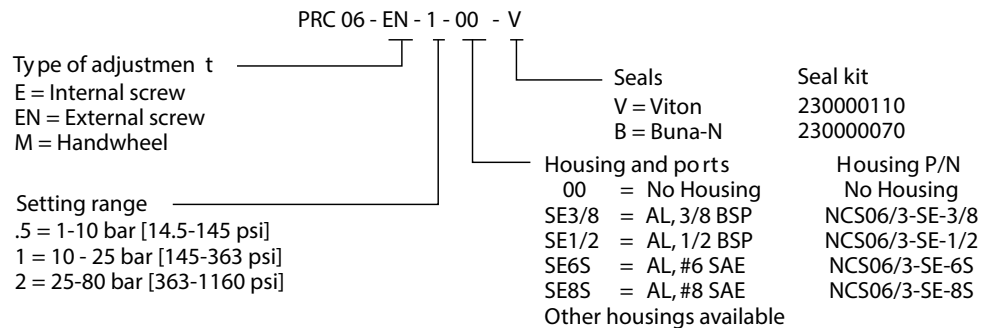 PRC 06 - EN - 1 - 00 - V
Type of adjustmen t
E = Internal screw
EN = External screw
M = Handwheel
Setting range
.5 = 1-10 bar [14.5-145 psi]
1 = 10 - 25 bar [145-363 psi]
2 = 25-80 bar [363-1160 psi]
Seals Seal kit
V = Viton 230000110
B = Buna-N 230000070
Housing and ports Housing P/N
00 = No Housing No Housing
SE3/8 = AL, 3/8 BSP NCS06/3-SE-3/8
SE1/2 = AL, 1/2 BSP NCS06/3-SE-1/2
SE6S = AL, #6 SAE NCS06/3-SE-6S
SE8S = AL, #8 SAE NCS06/3-SE-8S
Other housings available